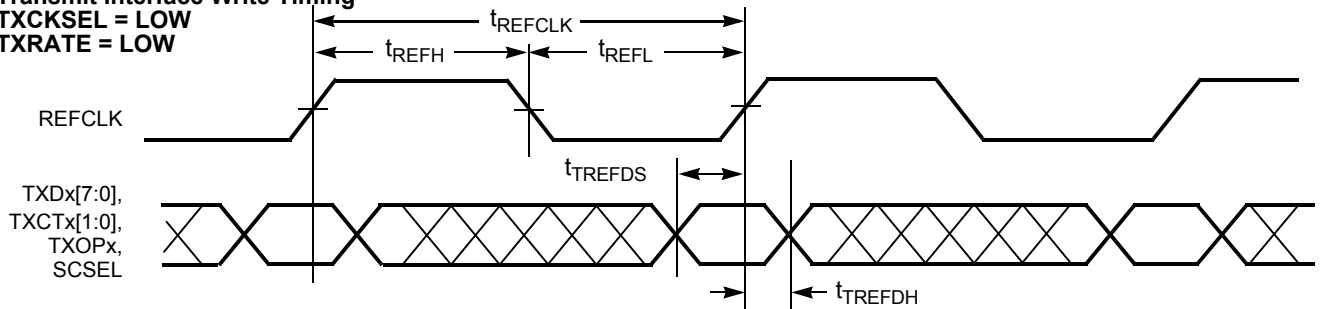 Transmit Interface Write Timing
TXCKSEL = LOW
TXRATE = LOW
tREFCLK
tREFH
tREFL
REFCLK
tTREFDS
TXDx[7:0],
TXCTx[1:0],
TXOPx,
SCSEL
tTREFDH